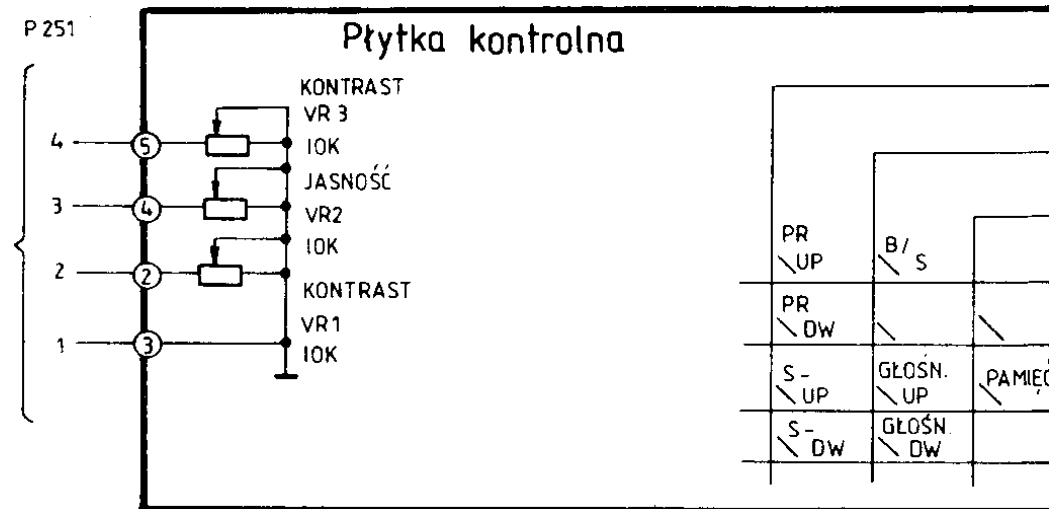 P 251
Płytka kontrolna
KONTRAST
VR 3
10K
4
5
JASNOŚĆ
VR2
10K
3
4
2
2
KONTRAST
VR1
10K
1
3
PR
UP
B/
S
PR
DW
S-
UP
GŁOŚN.
UP
PAMIĘĆ
S-
DW
GŁOŚN.
DW